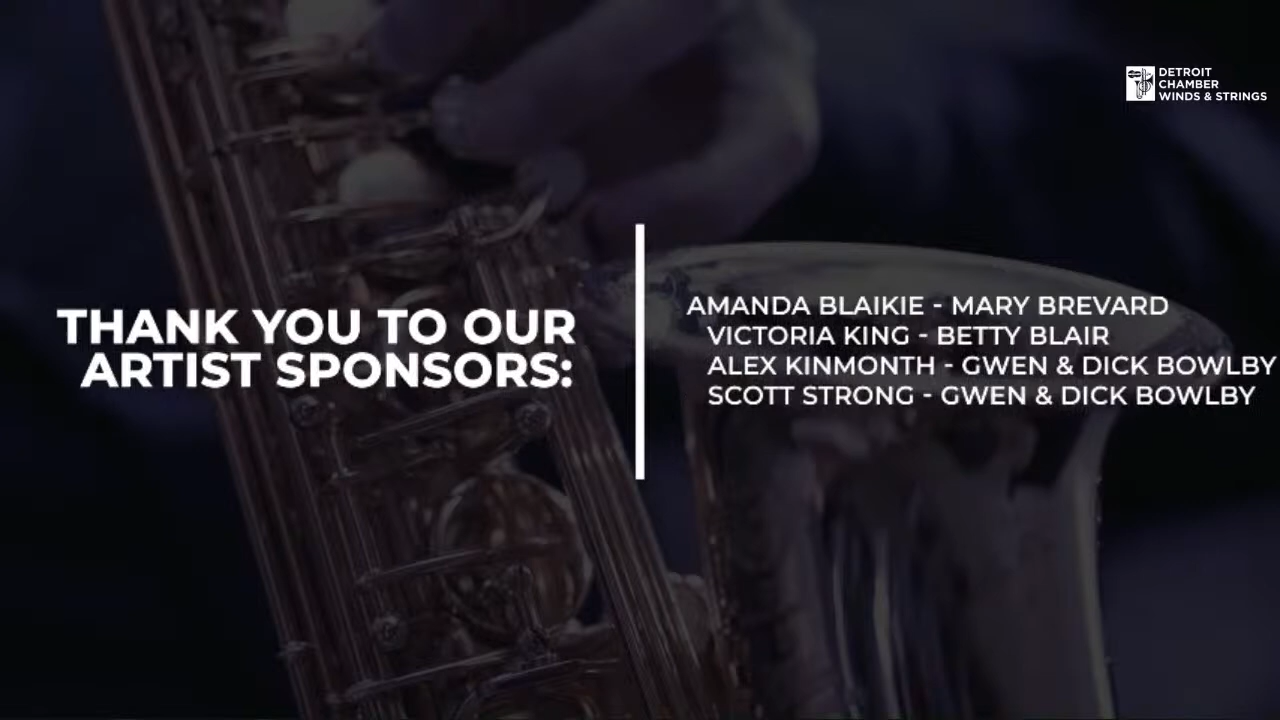 DETROIT
CHAMBER
WINDS & STRINGS
THANK YOU TO OUR
ARTIST SPONSORS:
AMANDA BLAIKIE - MARY BREVARD
VICTORIA KING - BETTY BLAIR
ALEX KINMONTH - GWEN & DICK BOWLBY
SCOTT STRONG - GWEN & DICK BOWLBY